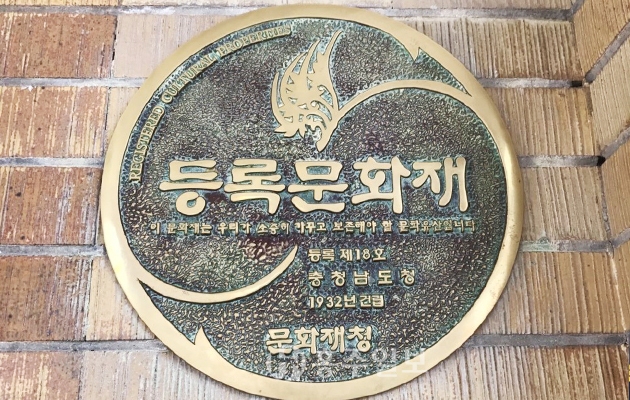 REGISTERED CULTURAL PROPERTIES
등록문화재
이 문화재는 우리가 소중히 가꾸고 보존해야 할 문화유산입니다
등록 제18호
충청남도청
1932년 건립
문화재청